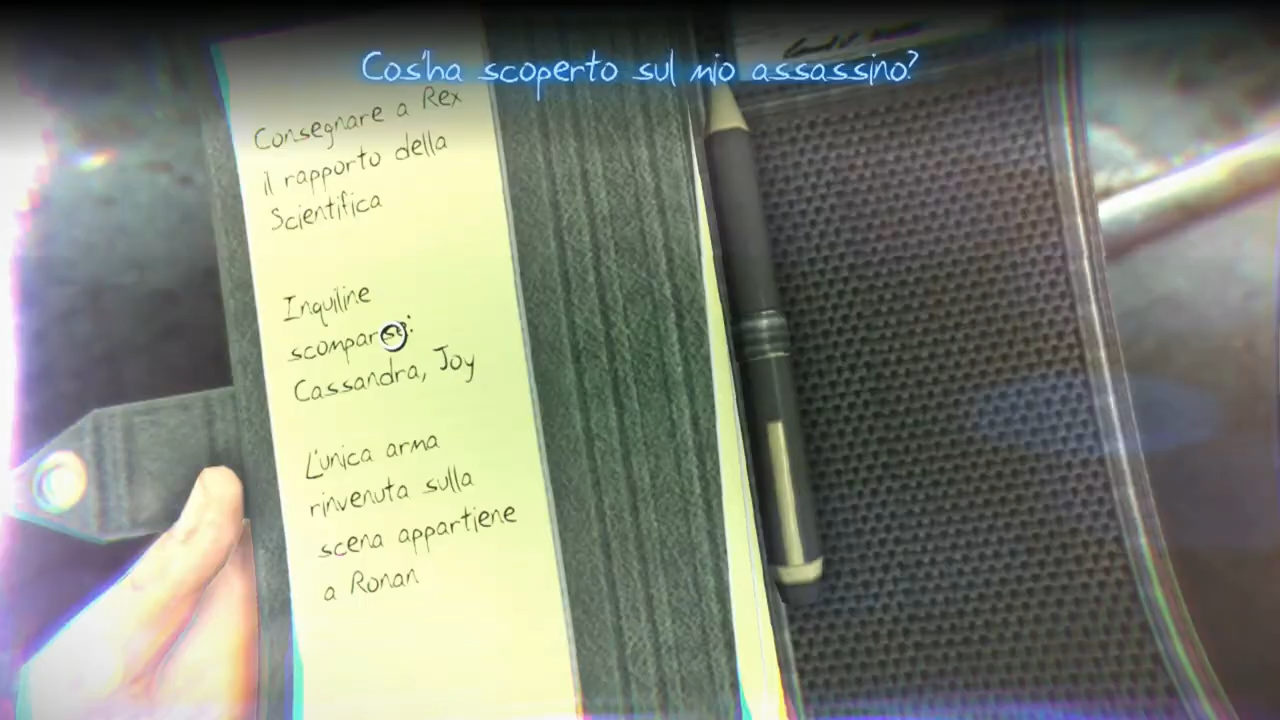 Cos'ha scoperto sul mio assassino?
Consegnare a Rex
il rapporto della
Scientifica
Inquiline
scomparse:
Cassandra, Joy
L'unica arma
rinvenuta sulla
scena appartiene
a Ronan